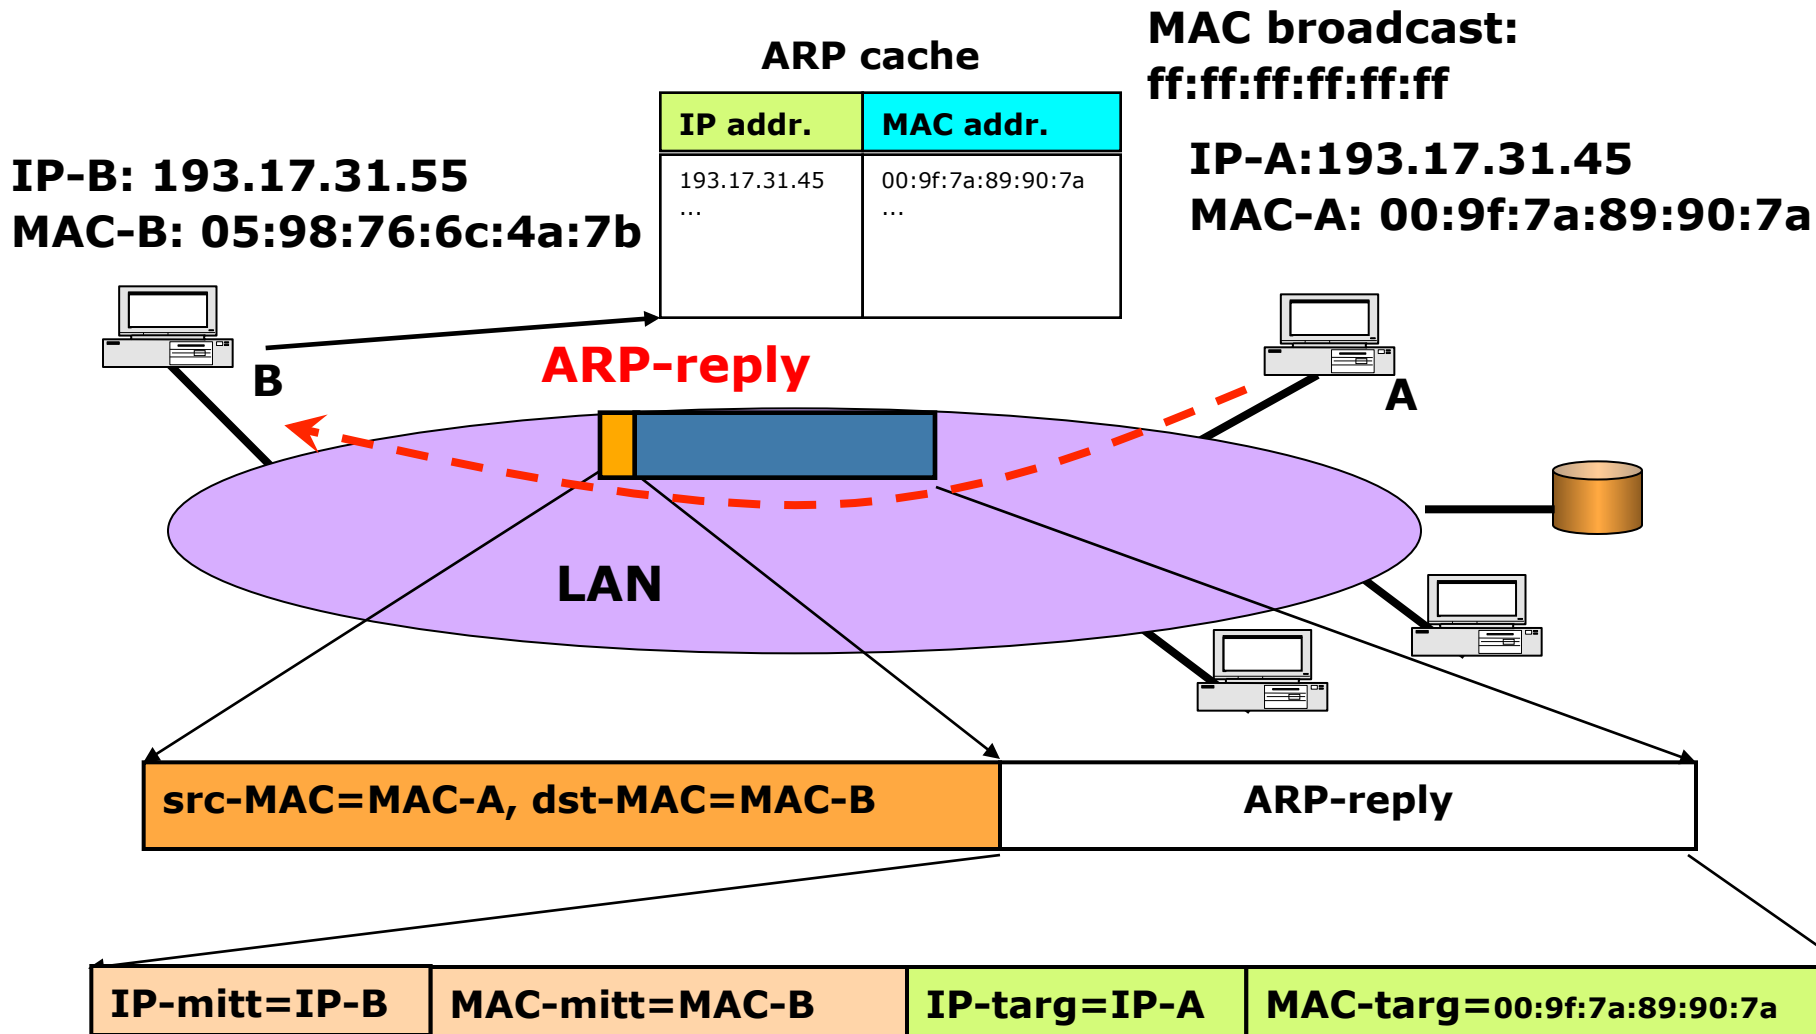 MAC broadcast:
ff:ff:ff:ff:ff:ff
ARP cache
IP addr. MAC addr.
193.17.31.45 00:9f:7a:89:90:7a
... ...
IP-B: 193.17.31.55
MAC-B: 05:98:76:6c:4a:7b
IP-A:193.17.31.45
MAC-A: 00:9f:7a:89:90:7a
B
ARP-reply
A
LAN
src-MAC=MAC-A, dst-MAC=MAC-B
ARP-reply
IP-mitt=IP-B MAC-mitt=MAC-B IP-targ=IP-A MAC-targ=00:9f:7a:89:90:7a